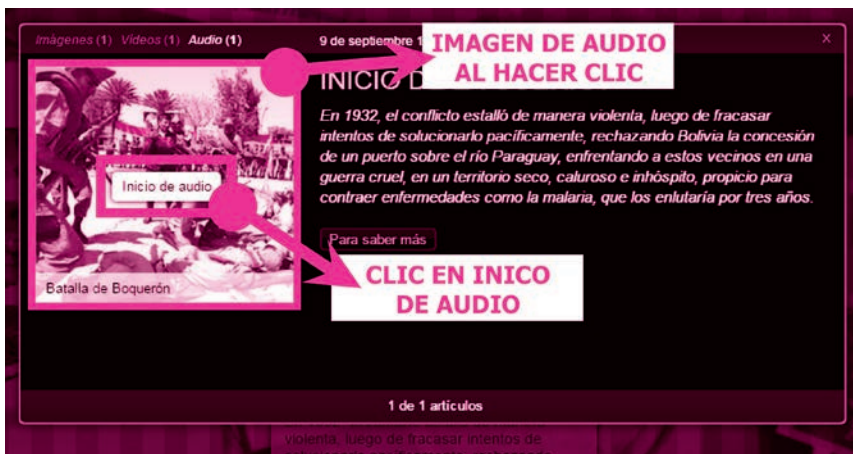 Imágenes (1) Vídeos (1) Audio (1)
9 de septiembre 1
X
IMAGEN DE AUDIO
AL HACER CLIC
INICIO D
En 1932, el conflicto estalló de manera violenta, luego de fracasar
intentos de solucionarlo pacíficamente, rechazando Bolivia la concesión
de un puerto sobre el río Paraguay, enfrentando a estos vecinos en una
guerra cruel, en un territorio seco, caluroso e inhóspito, propicio para
contraer enfermedades como la malaria, que los enlutaría por tres años.
Inicio de audio
Para saber más
CLIC EN INICO
DE AUDIO
Batalla de Boquerón
1 de 1 artículos
violenta, luego de fracasar intentos de